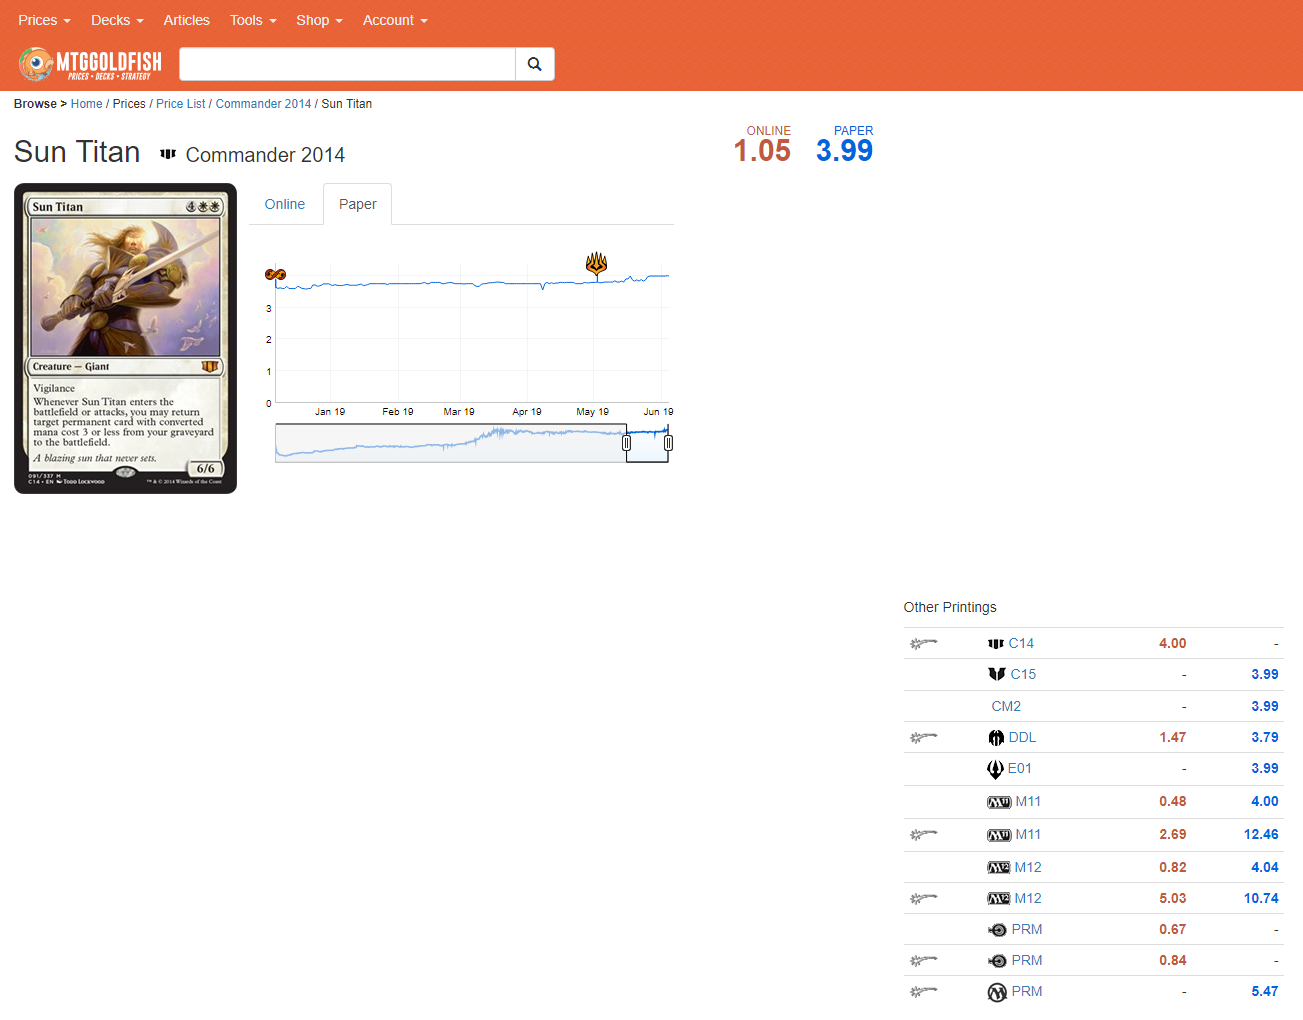 Prices Decks Articles Tools Shop Account
MTGGOLDFISH
PRICES • DECKS • STRATEGY
Browse > Home / Prices / Price List / Commander 2014 / Sun Titan
Sun Titan Commander 2014
ONLINE PAPER
1.05 3.99
Sun Titan 4
Creature — Giant
Vigilance
Whenever Sun Titan enters the
battlefield or attacks, you may return
target permanent card with converted
mana cost 3 or less from your graveyard
to the battlefield.
A blazing sun that never sets.
6/6
091/337 M
C14 • EN Todd Lockwood
™ & © 2014 Wizards of the Coast
Online Paper
3
2
1
0
Jan 19 Feb 19 Mar 19 Apr 19 May 19 Jun 19
Other Printings
C14 4.00 -
C15 - 3.99
CM2 - 3.99
DDL 1.47 3.79
E01 - 3.99
M11 0.48 4.00
M11 2.69 12.46
M12 0.82 4.04
M12 5.03 10.74
PRM 0.67 -
PRM 0.84 -
PRM - 5.47